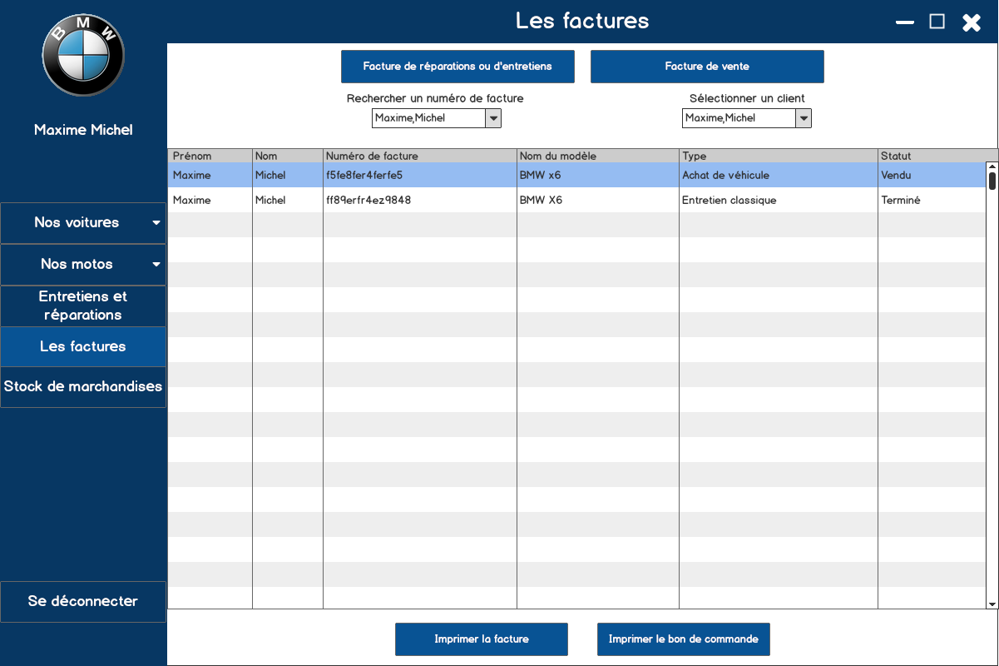 BMW
Les factures
Maxime Michel
Nos voitures
Nos motos
Entretiens et
réparations
Les factures
Stock de marchandises
Se déconnecter
Facture de réparations ou d'entretiens
Facture de vente
Rechercher un numéro de facture
Sélectionner un client
Maxime,Michel
Maxime,Michel
Prénom Nom Numéro de facture Nom du modèle Type Statut
Maxime Michel f5fe8fer4ferfe5 BMW x6 Achat de véhicule Vendu
Maxime Michel ff89erfr4ez9848 BMW X6 Entretien classique Terminé
Imprimer la facture
Imprimer le bon de commande